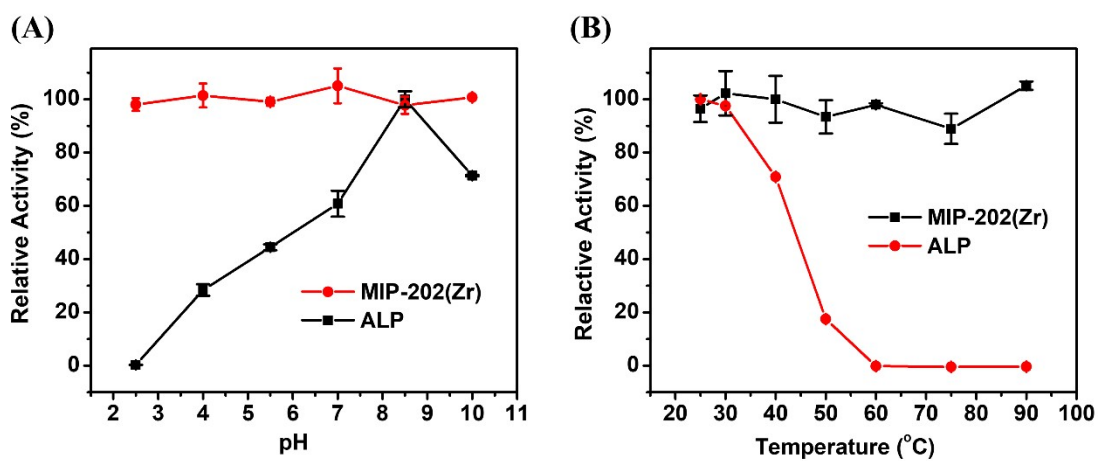 (A)
Relative Activity (%)
100
80
60
40
20
0
MIP-202(Zr)
ALP
2 3 4 5 6 7 8 9 10 11
pH
(B)
Relactive Activity (%)
100
80
60
40
20
0
MIP-202(Zr)
ALP
20 30 40 50 60 70 80 90 100
Temperature (°C)